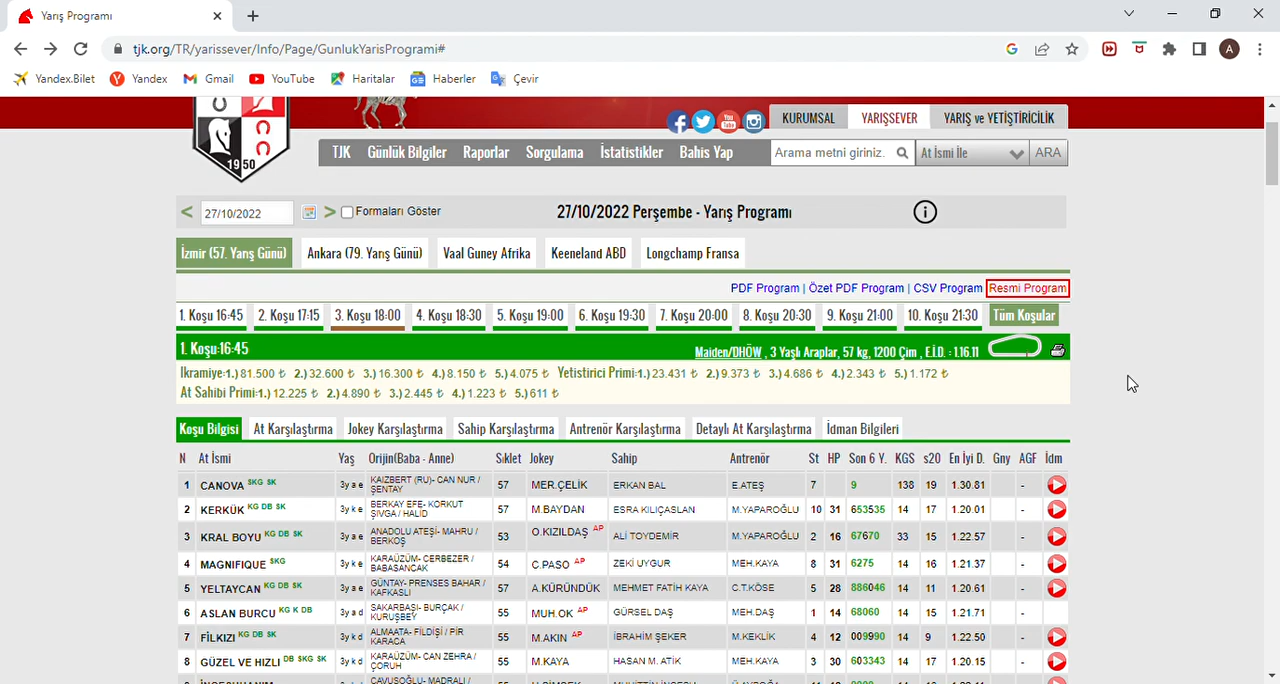 Yarış Programı
tjk.org/TR/yarissever/Info/Page/GunlukYarisProgrami#
A
Yandex.Bilet Yandex Gmail YouTube Haritalar Haberler Çevir
C C C
1950
KURUMSAL YARIŞSEVER YARIŞ ve YETİŞTİRİCİLİK
TJK Günlük Bilgiler Raporlar Sorgulama İstatistikler Bahis Yap Arama metni giriniz. At İsmi İle ARA
< 27/10/2022 > Formaları Göster 27/10/2022 Perşembe - Yarış Programı
İzmir (57. Yarış Günü) Ankara (79. Yarış Günü) Vaal Guney Afrika Keeneland ABD Longchamp Fransa
PDF Program | Özet PDF Program | CSV Program Resmi Program
1. Koşu 16:45 2. Koşu 17:15 3. Koşu 18:00 4. Koşu 18:30 5. Koşu 19:00 6. Koşu 19:30 7. Koşu 20:00 8. Koşu 20:30 9. Koşu 21:00 10. Koşu 21:30 Tüm Koşular
1. Koşu:16:45 Maiden/DHÖW , 3 Yaşlı Araplar, 57 kg, 1200 Çim , E.İ.D. : 1.16.11
Ikramiye:1.) 81.500 ₺ 2.) 32.600 ₺ 3.) 16.300 ₺ 4.) 8.150 ₺ 5.) 4.075 ₺ Yetistirici Primi:1.) 23.431 ₺ 2.) 9.373 ₺ 3.) 4.686 ₺ 4.) 2.343 ₺ 5.) 1.172 ₺
At Sahibi Primi:1.) 12.225 ₺ 2.) 4.890 ₺ 3.) 2.445 ₺ 4.) 1.223 ₺ 5.) 611 ₺
Koşu Bilgisi At Karşılaştırma Jokey Karşılaştırma Sahip Karşılaştırma Antrenör Karşılaştırma Detaylı At Karşılaştırma İdman Bilgileri
N At İsmi Yaş Orijin(Baba - Anne) Sıklet Jokey Sahip Antrenör St HP Son 6 Y. KGS s20 En İyi D. Gny AGF İdm
1 CANOVA SKG SK 3y a e KAIZBERT (RU)- CAN NUR / ŞENTAY 57 MER.ÇELİK ERKAN BAL E.ATEŞ 7 9 138 19 1.30.81 -
2 KERKÜK KG DB SK 3y k e BERKAY EFE- KORKUT ŞIVGA / HALİD 57 M.BAYDAN ESRA KILIÇASLAN M.YAPAROĞLU 10 31 653535 14 17 1.20.01 -
3 KRAL BOYU KG DB SK 3y a e ANADOLU ATEŞİ- MAHRU / BERKOŞ 53 O.KIZILDAŞ AP ALİ TOYDEMİR M.YAPAROĞLU 2 16 67670 33 15 1.22.57 -
4 MAGNIFIQUE SKG 3y k e KARAÜZÜM- CERBEZER / BABASANCAK 54 C.PASO AP ZEKİ UYGUR MEH.KAYA 8 31 6275 14 16 1.21.37 -
5 YELTAYCAN KG DB SK 3y a e GÜNTAY- PRENSES BAHAR / KAFKASLI 57 A.KÜRÜNDÜK MEHMET FATİH KAYA C.T.KÖSE 5 28 886046 14 11 1.20.61 -
6 ASLAN BURCU KG K DB 3y a d SAKARBAŞI- BURÇAK / KURUŞBEY 55 MUH.OK AP GÜRSEL DAŞ MEH.DAŞ 1 14 68060 14 15 1.21.71 -
7 FİLKIZI KG DB SK 3y k d ALMAATA- FİLDİŞİ / PİR KARACA 55 M.AKIN AP İBRAHİM ŞEKER M.KEKLİK 4 12 009990 14 9 1.22.50 -
8 GÜZEL VE HIZLI DB SKG SK 3y k d KARAÜZÜM- CAN ZEHRA / ÇORUH 55 M.KAYA HASAN M. ATİK MEH.KAYA 3 30 603343 14 17 1.20.15 -